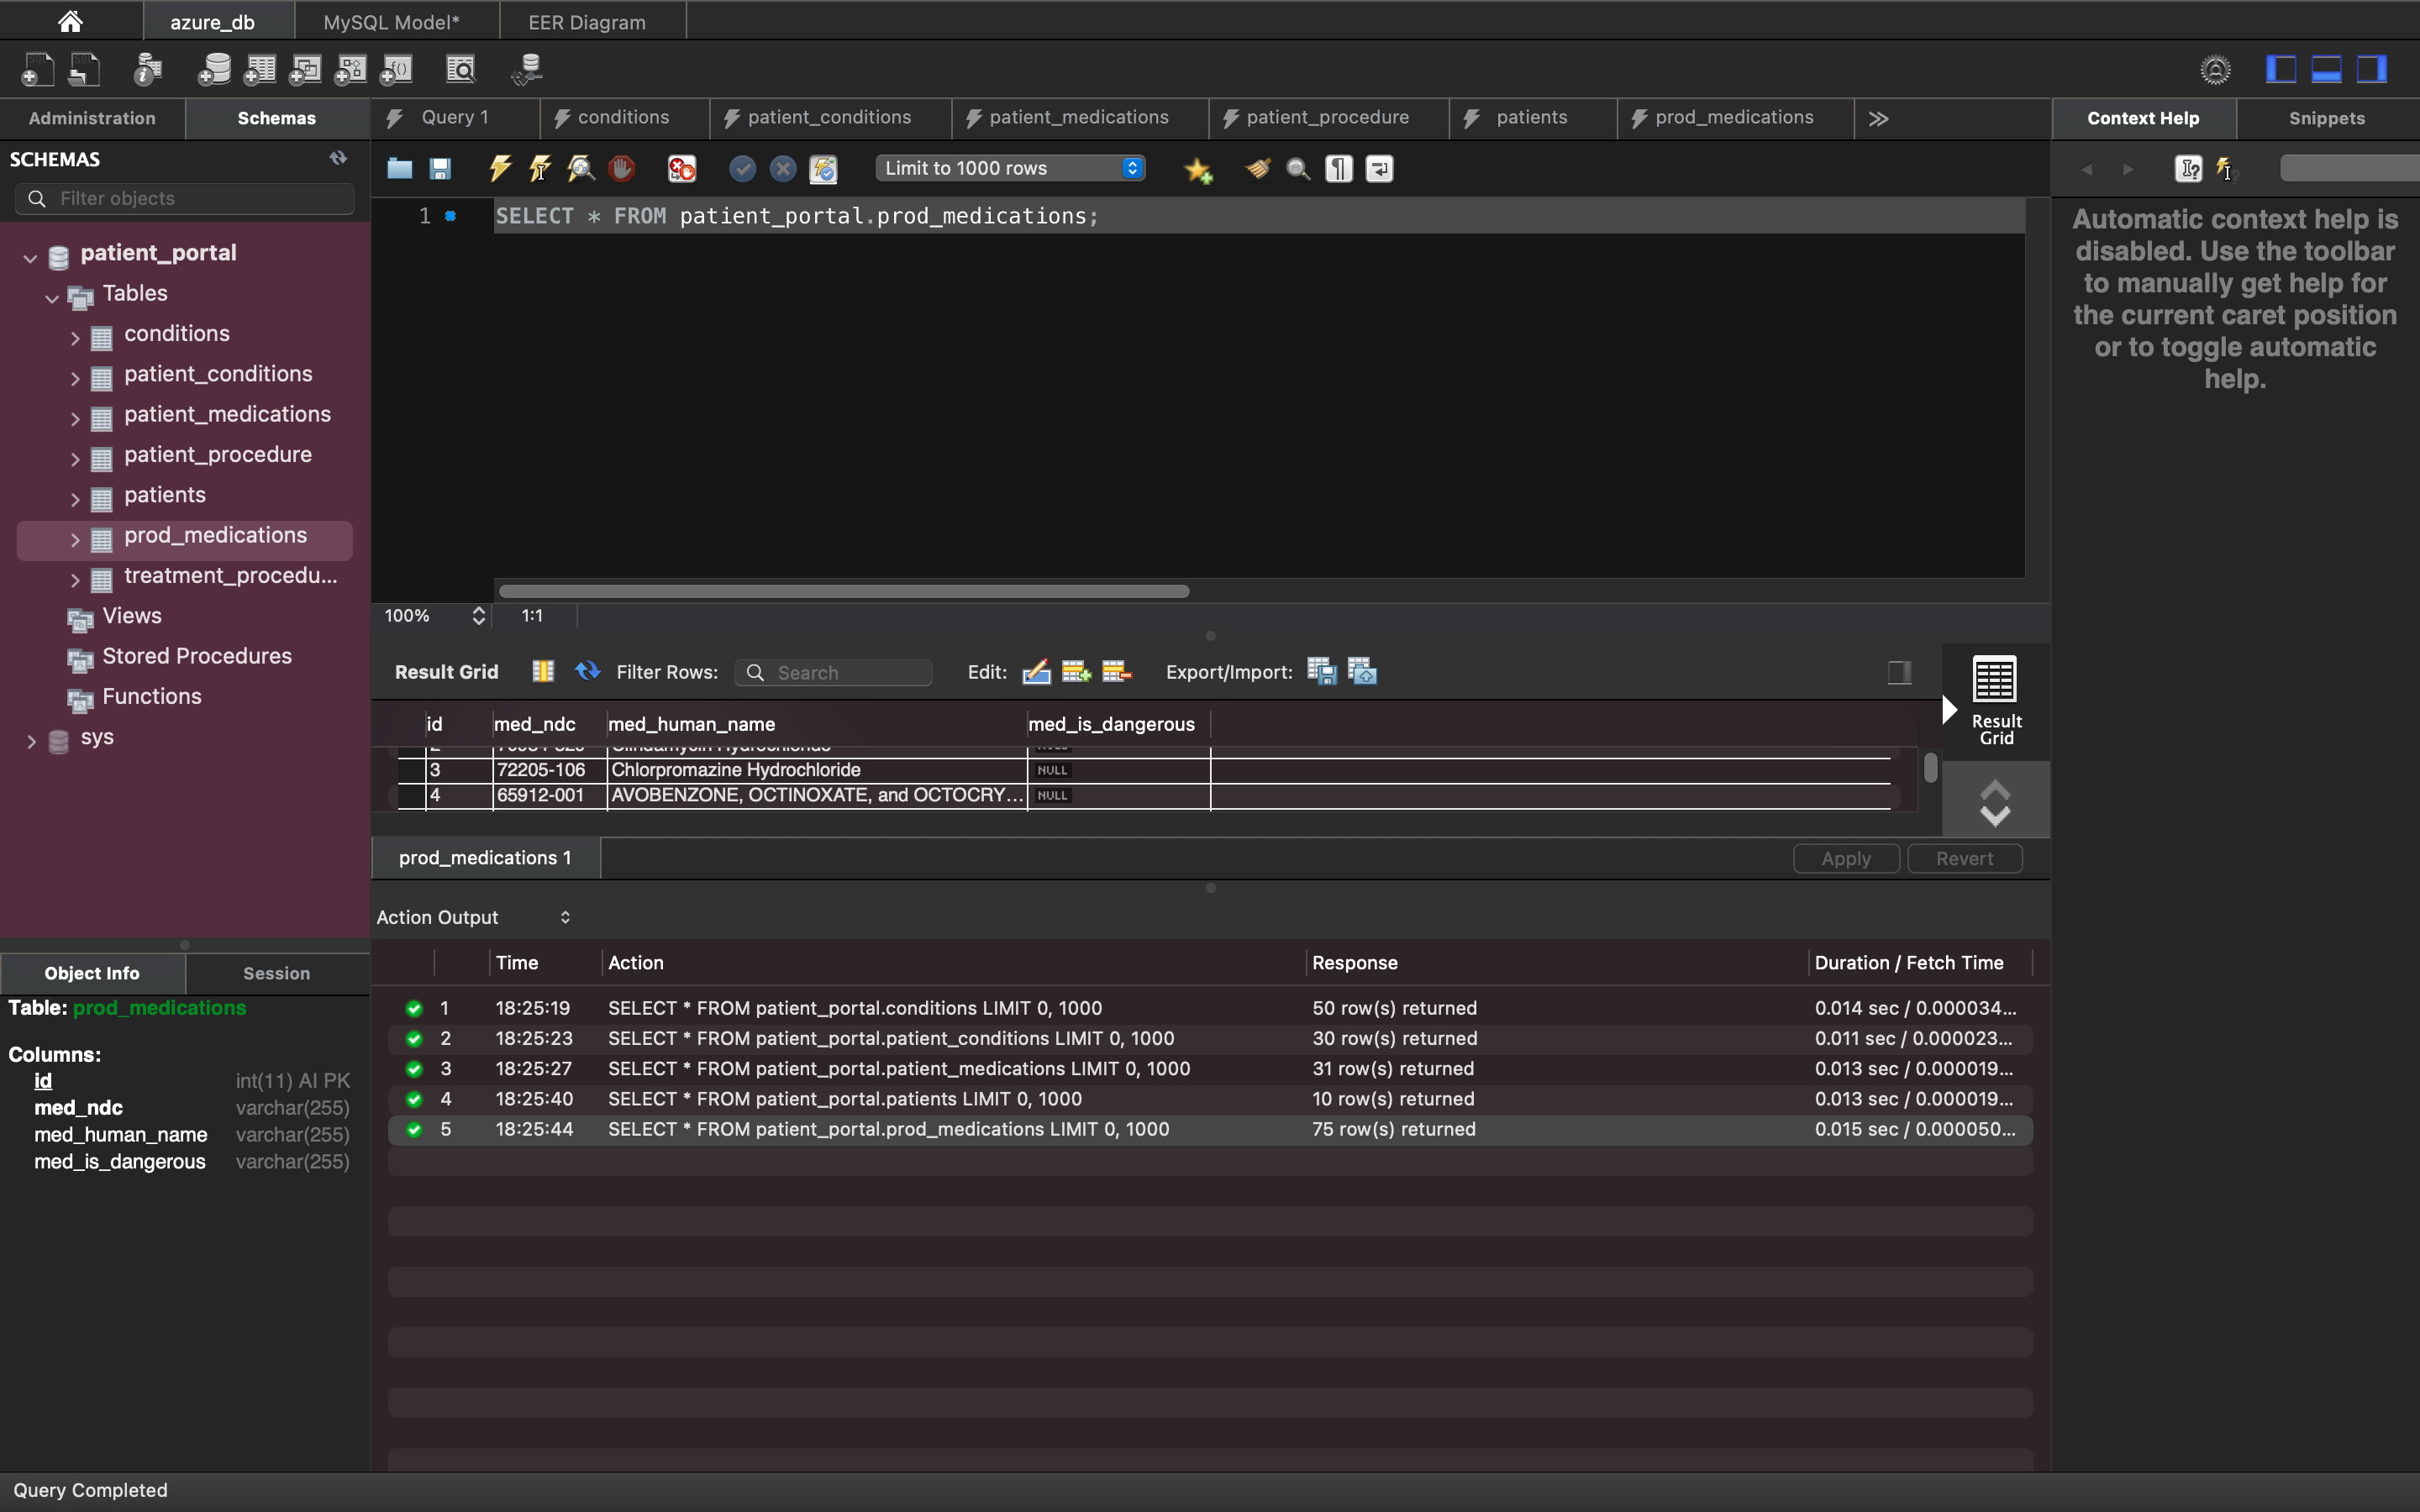 azure_db
MySQL Model*
EER Diagram
Administration
Schemas
Query 1
conditions
patient_conditions
patient_medications
patient_procedure
patients
prod_medications
Context Help
Snippets
SCHEMAS
Filter objects
Limit to 1000 rows
1
SELECT * FROM patient_portal.prod_medications;
Automatic context help is
disabled. Use the toolbar
to manually get help for
the current caret position
or to toggle automatic
help.
patient_portal
Tables
conditions
patient_conditions
patient_medications
patient_procedure
patients
prod_medications
treatment_procedu...
Views
Stored Procedures
Functions
sys
100%
1:1
Result Grid
Filter Rows:
Search
Edit:
Export/Import:
Result
Grid
id med_ndc med_human_name med_is_dangerous
3 72205-106 Chlorpromazine Hydrochloride NULL
4 65912-001 AVOBENZONE, OCTINOXATE, and OCTOCRY... NULL
prod_medications 1
Apply
Revert
Action Output
Time Action Response Duration / Fetch Time
1 18:25:19 SELECT * FROM patient_portal.conditions LIMIT 0, 1000 50 row(s) returned 0.014 sec / 0.000034...
2 18:25:23 SELECT * FROM patient_portal.patient_conditions LIMIT 0, 1000 30 row(s) returned 0.011 sec / 0.000023...
3 18:25:27 SELECT * FROM patient_portal.patient_medications LIMIT 0, 1000 31 row(s) returned 0.013 sec / 0.000019...
4 18:25:40 SELECT * FROM patient_portal.patients LIMIT 0, 1000 10 row(s) returned 0.013 sec / 0.000019...
5 18:25:44 SELECT * FROM patient_portal.prod_medications LIMIT 0, 1000 75 row(s) returned 0.015 sec / 0.000050...
Object Info
Session
Table: prod_medications
Columns:
id int(11) AI PK
med_ndc varchar(255)
med_human_name varchar(255)
med_is_dangerous varchar(255)
Query Completed